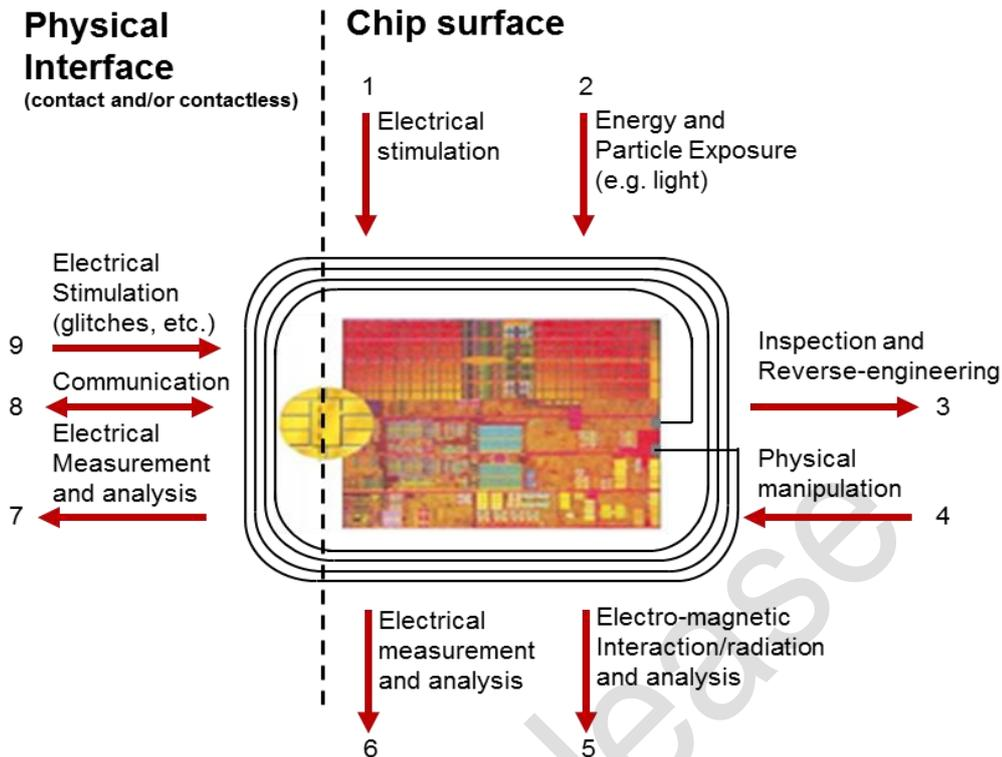 Physical
Interface
(contact and/or contactless)
Chip surface
1
Electrical
stimulation
2
Energy and
Particle Exposure
(e.g. light)
Electrical
Stimulation
(glitches, etc.)
9
Communication
8
Electrical
Measurement
and analysis
7
Inspection and
Reverse-engineering
3
Physical
manipulation
4
Electrical
measurement
and analysis
6
Electro-magnetic
Interaction/radiation
and analysis
5
lease